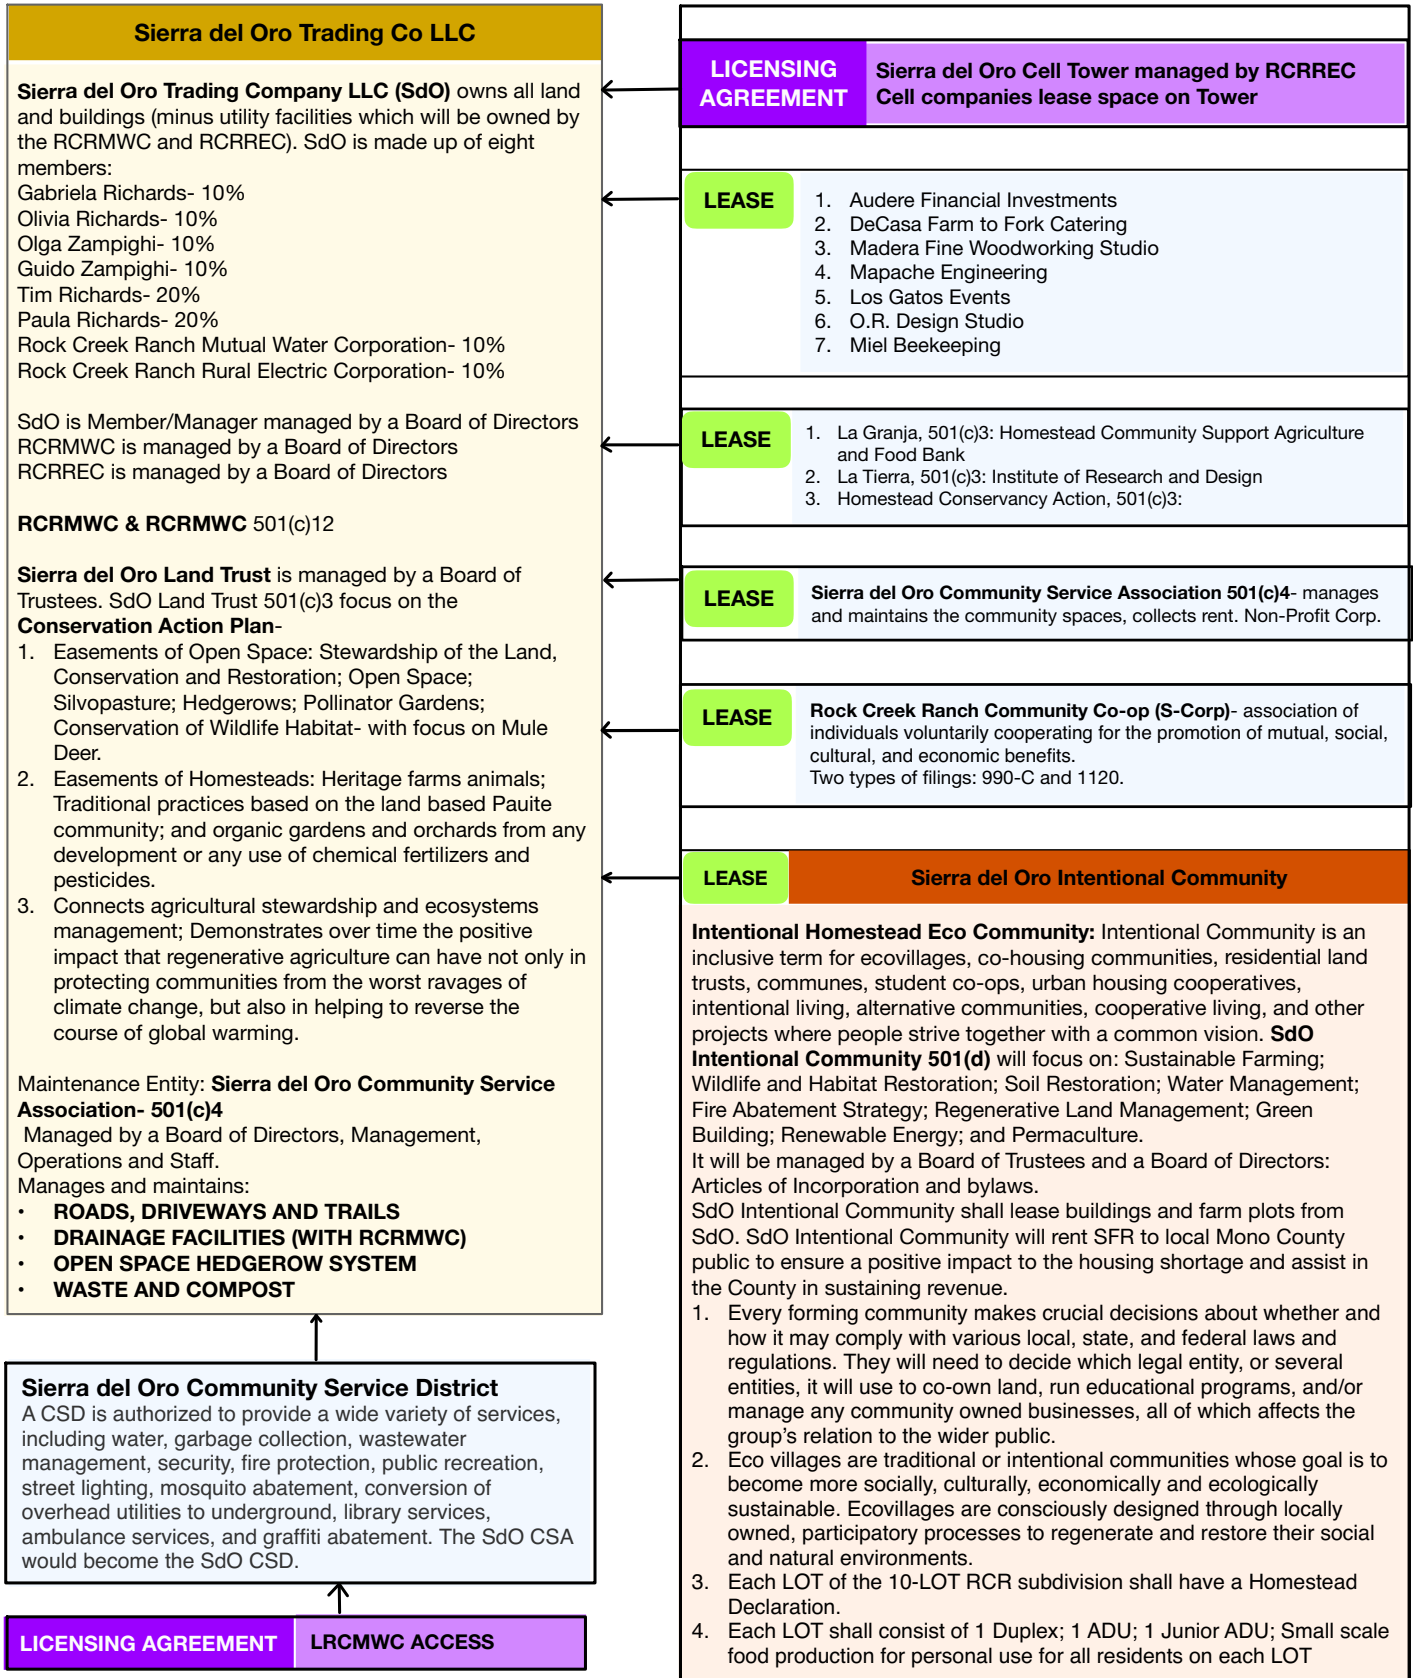 Sierra del Oro Trading Co LLC
Sierra del Oro Trading Company LLC (SdO) owns all land
and buildings (minus utility facilities which will be owned by
the RCRMWC and RCRREC). SdO is made up of eight
members:
Gabriela Richards- 10%
Olivia Richards- 10%
Olga Zampighi- 10%
Guido Zampighi- 10%
Tim Richards- 20%
Paula Richards- 20%
Rock Creek Ranch Mutual Water Corporation- 10%
Rock Creek Ranch Rural Electric Corporation- 10%
SdO is Member/Manager managed by a Board of Directors
RCRMWC is managed by a Board of Directors
RCRREC is managed by a Board of Directors
RCRMWC & RCRMWC 501(c)12
Sierra del Oro Land Trust is managed by a Board of
Trustees. SdO Land Trust 501(c)3 focus on the
Conservation Action Plan-
1. Easements of Open Space: Stewardship of the Land,
Conservation and Restoration; Open Space;
Silvopasture; Hedgerows; Pollinator Gardens;
Conservation of Wildlife Habitat- with focus on Mule
Deer.
2. Easements of Homesteads: Heritage farms animals;
Traditional practices based on the land based Pauite
community; and organic gardens and orchards from any
development or any use of chemical fertilizers and
pesticides.
3. Connects agricultural stewardship and ecosystems
management; Demonstrates over time the positive
impact that regenerative agriculture can have not only in
protecting communities from the worst ravages of
climate change, but also in helping to reverse the
course of global warming.
Maintenance Entity: Sierra del Oro Community Service
Association- 501(c)4
Managed by a Board of Directors, Management,
Operations and Staff.
Manages and maintains:
• ROADS, DRIVEWAYS AND TRAILS
• DRAINAGE FACILITIES (WITH RCRMWC)
• OPEN SPACE HEDGEROW SYSTEM
• WASTE AND COMPOST
Sierra del Oro Community Service District
A CSD is authorized to provide a wide variety of services,
including water, garbage collection, wastewater
management, security, fire protection, public recreation,
street lighting, mosquito abatement, conversion of
overhead utilities to underground, library services,
ambulance services, and graffiti abatement. The SdO CSA
would become the SdO CSD.
LICENSING AGREEMENT LRCMWC ACCESS
LICENSING
AGREEMENT
Sierra del Oro Cell Tower managed by RCRREC
Cell companies lease space on Tower
LEASE
1. Audere Financial Investments
2. DeCasa Farm to Fork Catering
3. Madera Fine Woodworking Studio
4. Mapache Engineering
5. Los Gatos Events
6. O.R. Design Studio
7. Miel Beekeeping
LEASE
1. La Granja, 501(c)3: Homestead Community Support Agriculture
and Food Bank
2. La Tierra, 501(c)3: Institute of Research and Design
3. Homestead Conservancy Action, 501(c)3:
LEASE
Sierra del Oro Community Service Association 501(c)4- manages
and maintains the community spaces, collects rent. Non-Profit Corp.
LEASE
Rock Creek Ranch Community Co-op (S-Corp)- association of
individuals voluntarily cooperating for the promotion of mutual, social,
cultural, and economic benefits.
Two types of filings: 990-C and 1120.
LEASE
Sierra del Oro Intentional Community
Intentional Homestead Eco Community: Intentional Community is an
inclusive term for ecovillages, co-housing communities, residential land
trusts, communes, student co-ops, urban housing cooperatives,
intentional living, alternative communities, cooperative living, and other
projects where people strive together with a common vision. SdO
Intentional Community 501(d) will focus on: Sustainable Farming;
Wildlife and Habitat Restoration; Soil Restoration; Water Management;
Fire Abatement Strategy; Regenerative Land Management; Green
Building; Renewable Energy; and Permaculture.
It will be managed by a Board of Trustees and a Board of Directors:
Articles of Incorporation and bylaws.
SdO Intentional Community shall lease buildings and farm plots from
SdO. SdO Intentional Community will rent SFR to local Mono County
public to ensure a positive impact to the housing shortage and assist in
the County in sustaining revenue.
1. Every forming community makes crucial decisions about whether and
how it may comply with various local, state, and federal laws and
regulations. They will need to decide which legal entity, or several
entities, it will use to co-own land, run educational programs, and/or
manage any community owned businesses, all of which affects the
group's relation to the wider public.
2. Eco villages are traditional or intentional communities whose goal is to
become more socially, culturally, economically and ecologically
sustainable. Ecovillages are consciously designed through locally
owned, participatory processes to regenerate and restore their social
and natural environments.
3. Each LOT of the 10-LOT RCR subdivision shall have a Homestead
Declaration.
4. Each LOT shall consist of 1 Duplex; 1 ADU; 1 Junior ADU; Small scale
food production for personal use for all residents on each LOT